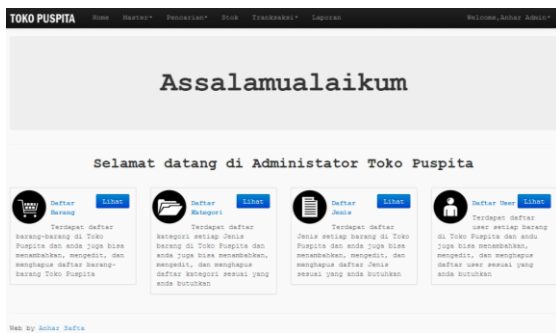 TOKO PUSPITA Home Master Pencarian Stok Tranksaksi Laporan Welcome,Anhar Admin
Assalamualaikum
Selamat datang di Administator Toko Puspita
Daftar Barang Lihat
Terdapat daftar
barang-barang di Toko
Puspita dan anda juga bisa
menambahkan, mengedit, dan
menghapus daftar barang-
barang Toko Puspita
Daftar Kategori Lihat
Terdapat daftar
kategori setiap Jenis
barang di Toko Puspita dan
anda juga bisa menambahkan,
mengedit, dan menghapus
daftar kategori sesuai yang
anda butuhkan
Daftar Jenis Lihat
Terdapat daftar
Jenis setiap barang di Toko
Puspita dan anda juga bisa
menambahkan, mengedit, dan
menghapus daftar Jenis
sesuai yang anda butuhkan
Daftar User Lihat
Terdapat daftar
user setiap barang
di Toko Puspita dan anda
juga bisa menambahkan,
mengedit, dan menghapus
daftar user sesuai yang
anda butuhkan
Web by Anhar Safta